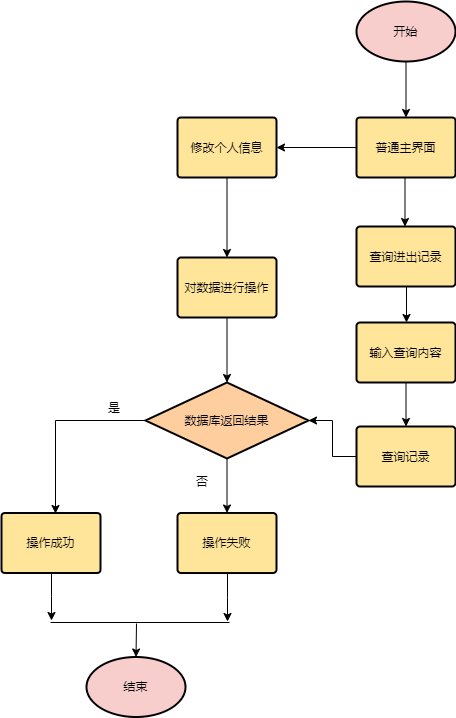 开始
修改个人信息
普通主界面
查询进出记录
对数据进行操作
输入查询内容
是
数据库返回结果
查询记录
否
操作成功
操作失败
结束